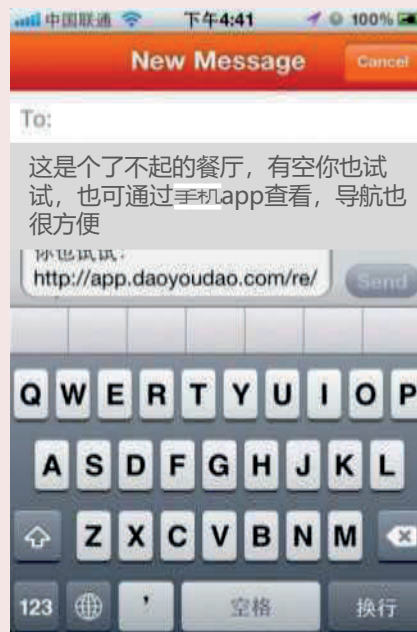 中国联通 下午4:41 100%
New Message Cancel
To:
这是个了不起的餐厅，有空你也试
试，也可通过手机app查看，导航也
很方便
你也试试：
http://app.daoyoudao.com/re/ Send
Q W E R T Y U I O P
A S D F G H J K L
Z X C V B N M
123 ， 空格 换行